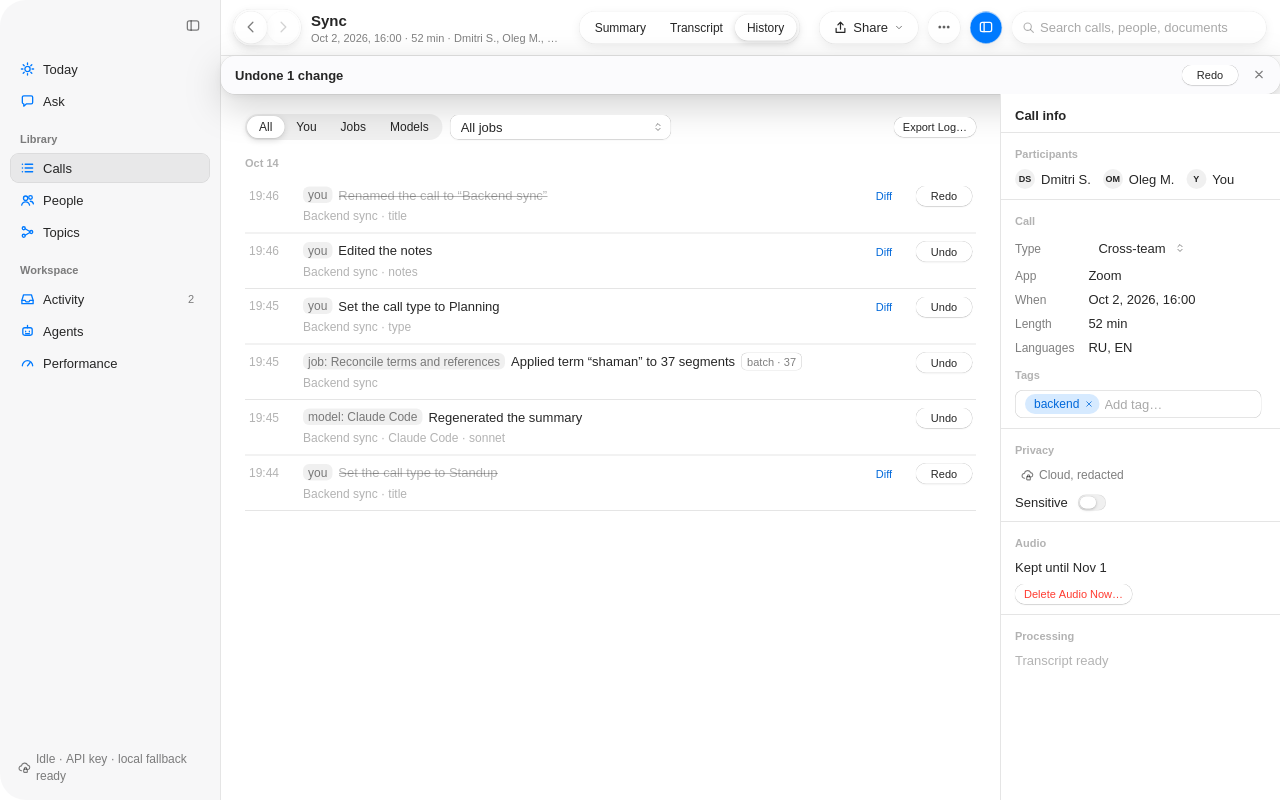 Sync
Oct 2, 2026, 16:00 · 52 min · Dmitri S., Oleg M., …
Summary
Transcript
History
Share
Search calls, people, documents
Today
Ask
Library
Calls
People
Topics
Workspace
Activity 2
Agents
Performance
Idle · API key · local fallback
ready
Undone 1 change
Redo
All
You
Jobs
Models
All jobs
Export Log…
Oct 14
19:46 you Renamed the call to “Backend sync” Diff Redo
Backend sync · title
19:46 you Edited the notes Diff Undo
Backend sync · notes
19:45 you Set the call type to Planning Diff Undo
Backend sync · type
19:45 job: Reconcile terms and references Applied term “shaman” to 37 segments batch · 37 Undo
Backend sync
19:45 model: Claude Code Regenerated the summary Undo
Backend sync · Claude Code · sonnet
19:44 you Set the call type to Standup Diff Redo
Backend sync · title
Call info
Participants
DS Dmitri S. OM Oleg M. Y You
Call
Type Cross-team
App Zoom
When Oct 2, 2026, 16:00
Length 52 min
Languages RU, EN
Tags
backend × Add tag…
Privacy
Cloud, redacted
Sensitive
Audio
Kept until Nov 1
Delete Audio Now…
Processing
Transcript ready